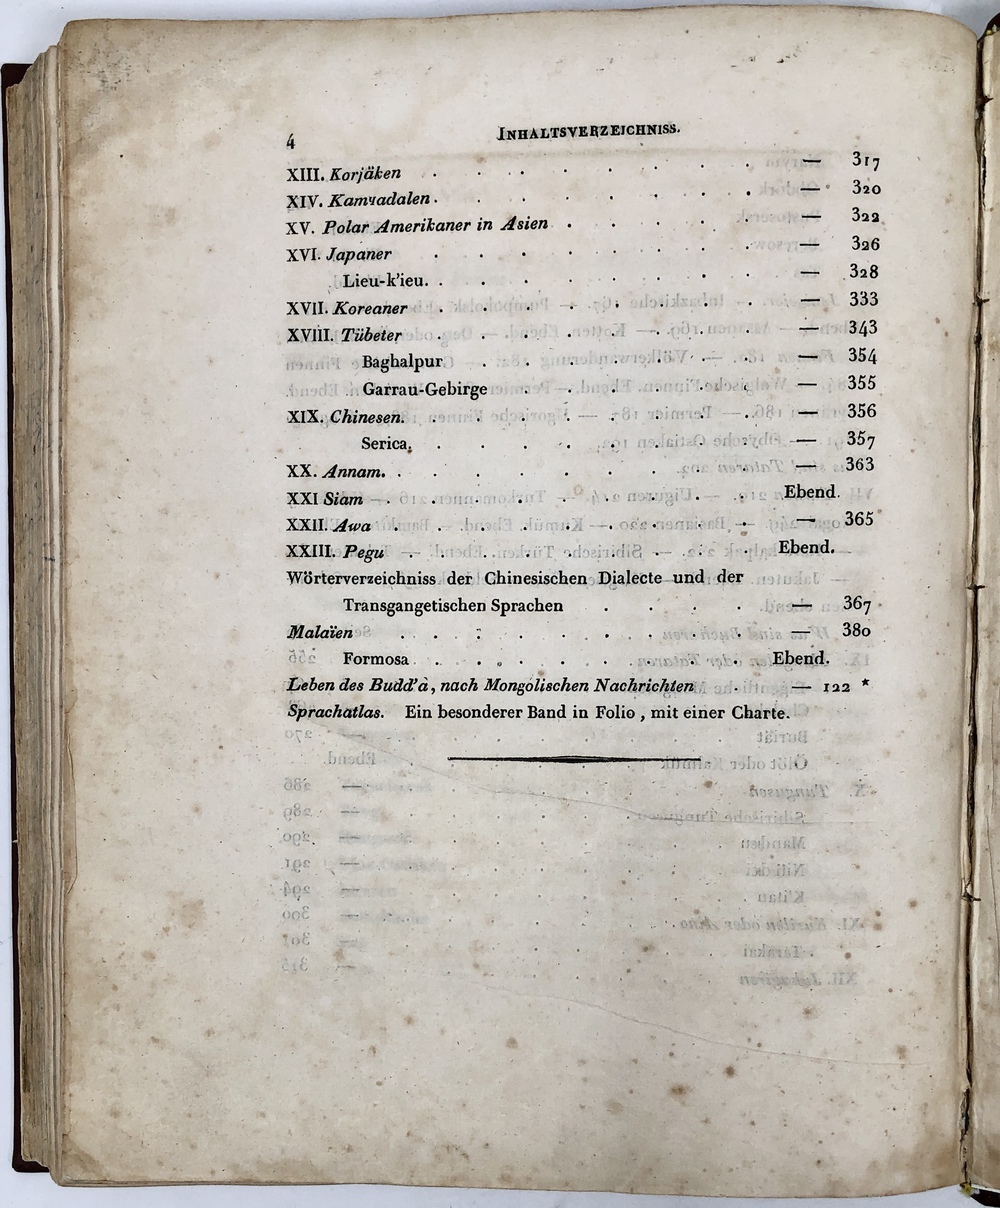 4 INHALTSVERZEICHNISS.
XIII. Korjäken . . . . . . . . — 317
XIV. Kamtadalen . . . . . . . . — 320
XV. Polar Amerikaner in Asien . . . . . — 322
XVI. Japaner . . . . . . . . — 326
Lieu-k'ieu. . . . . . . . . — 328
XVII. Koreaner . . . . . . . . — 333
XVIII. Tübeter . . . . . . . . — 343
Baghalpur . . . . . . . — 354
Garrau-Gebirge . . . . . . — 355
XIX. Chinesen. . . . . . . . . — 356
Serica. . . . . . . . . — 357
XX. Annam. . . . . . . . . — 363
XXI Siam . . . . . . . . . Ebend.
XXII. Awa . . . . . . . . — 365
XXIII. Pegu . . . . . . . . Ebend.
Wörterverzeichniss der Chinesischen Dialecte und der
Transgangetischen Sprachen . . . . — 367
Malaïen . . . . . . . . . — 380
Formosa . . . . . . . . Ebend.
Leben des Budd'à, nach Mongolischen Nachrichten . — 122 *
Sprachatlas. Ein besonderer Band in Folio, mit einer Charte.